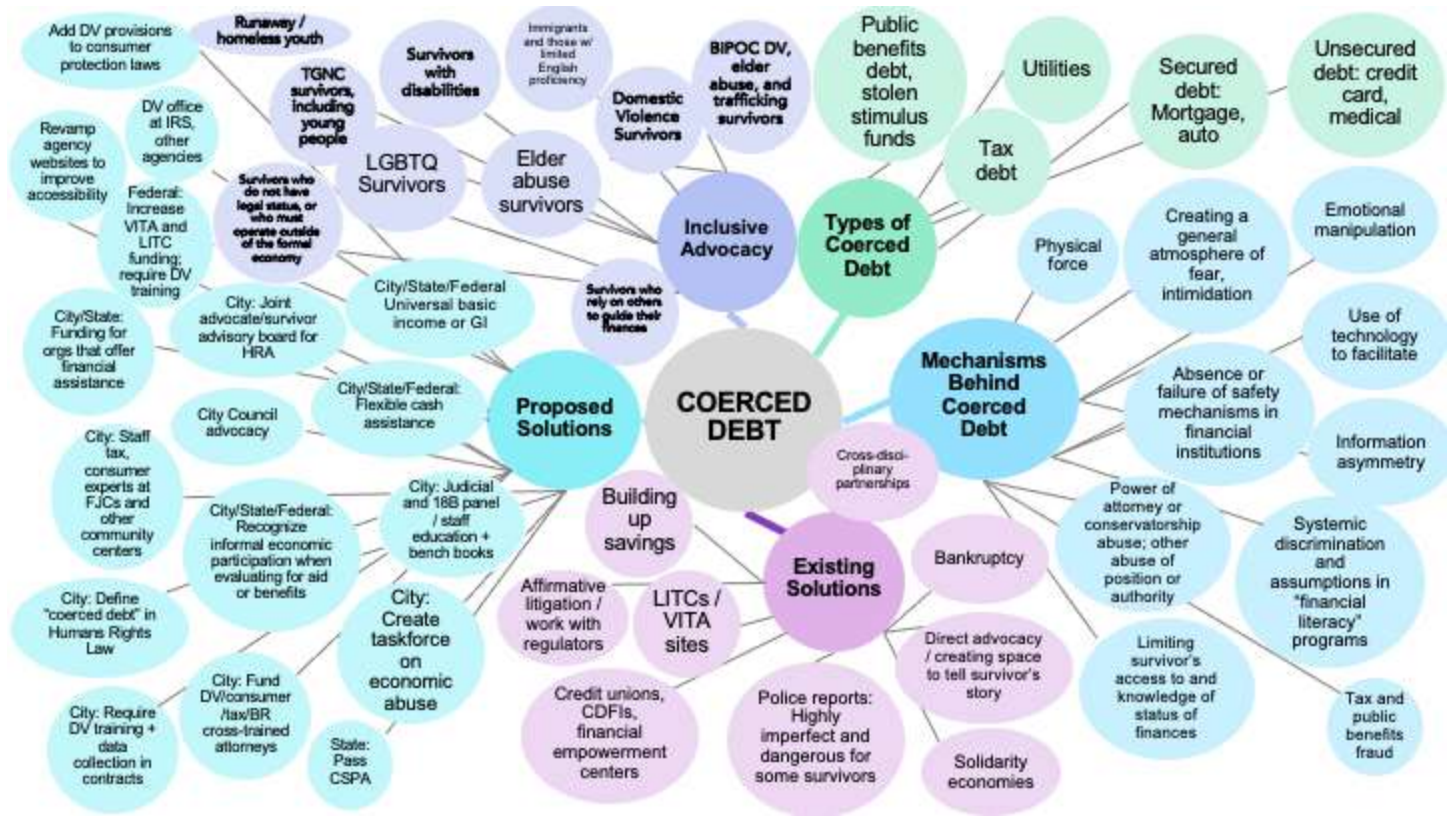 Add DV provisions
to consumer
protection laws
Runaway /
homeless youth
Survivors
with
disabilities
Immigrants
and those w/
limited
English
proficiency
BIPOC DV,
elder
abuse, and
trafficking
survivors
Public
benefits
debt,
stolen
stimulus
funds
Utilities
Secured
debt:
Mortgage,
auto
Unsecured
debt: credit
card,
medical
DV office
at IRS,
other
agencies
TGNC
survivors,
including
young
people
Domestic
Violence
Survivors
Tax
debt
Revamp
agency
websites to
improve
accessibility
LGBTQ
Survivors
Elder
abuse
survivors
Federal:
Increase
VITA and
LITC
funding;
require DV
training
Survivors who
do not have
legal status, or
who must
operate outside
of the formal
economy
Inclusive
Advocacy
Types of
Coerced
Debt
Physical
force
Creating a
general
atmosphere
of fear,
intimidation
Emotional
manipulation
City/State/Federal
Universal basic
income or GI
Survivors who
rely on others
to guide their
finances
City/State:
Funding for
orgs that offer
financial
assistance
City: Joint
advocate/survivor
advisory board for
HRA
Use of
technology
to facilitate
Proposed
Solutions
COERCED
DEBT
Mechanisms
Behind
Coerced
Debt
Absence or
failure of safety
mechanisms in
financial
institutions
City Council
advocacy
City/State/Federal:
Flexible cash
assistance
Information
asymmetry
City: Staff
tax,
consumer
experts at
FJCs and
other
community
centers
City/State/Federal:
Recognize
informal economic
participation when
evaluating for aid
or benefits
City: Judicial
and 18B panel
/ staff
education +
bench books
Building
up
savings
Cross-disci-
plinary
partnerships
Power of
attorney or
conservatorship
abuse; other
abuse of
position or
authority
Systemic
discrimination
and
assumptions in
"financial
literacy"
programs
Existing
Solutions
Bankruptcy
Affirmative
litigation /
work with
regulators
LITCs /
VITA
sites
City: Define
"coerced debt" in
Humans Rights
Law
City:
Create
taskforce
on
economic
abuse
Direct advocacy
/ creating space
to tell survivor's
story
Limiting
survivor's
access to and
knowledge of
status of
finances
City: Require
DV training +
data
collection in
contracts
City: Fund
DV/consumer
/tax/BR
cross-trained
attorneys
State:
Pass
CSPA
Credit unions,
CDFIs,
financial
empowerment
centers
Police reports:
Highly
imperfect and
dangerous for
some survivors
Solidarity
economies
Tax and
public
benefits
fraud